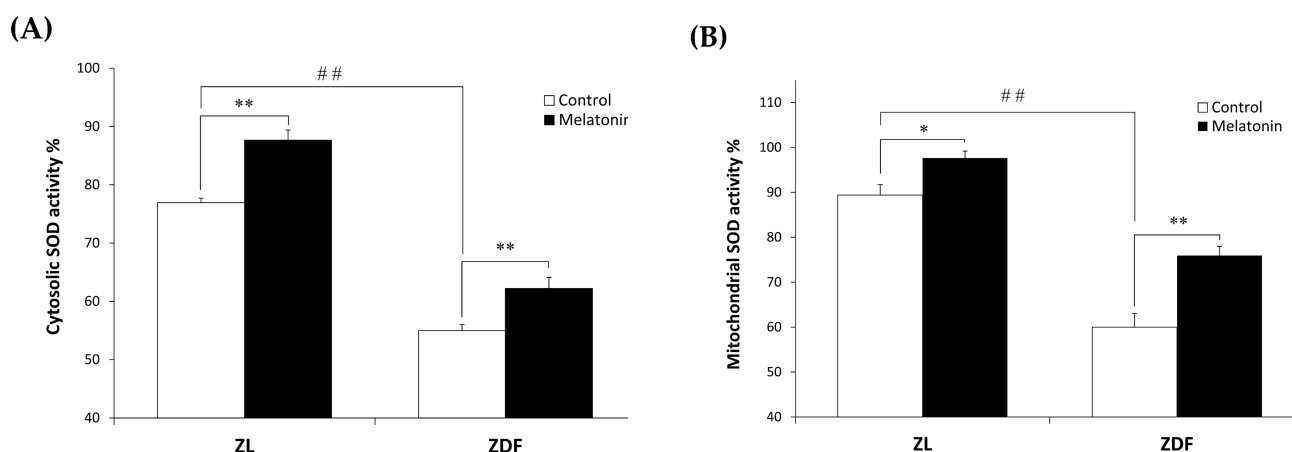 (A)
Cytosolic SOD activity %
100
90
80
70
60
50
40
# #
**
**
Control
Melatonin
ZL
ZDF
(B)
Mitochondrial SOD activity %
110
100
90
80
70
60
50
40
# #
*
**
Control
Melatonin
ZL
ZDF